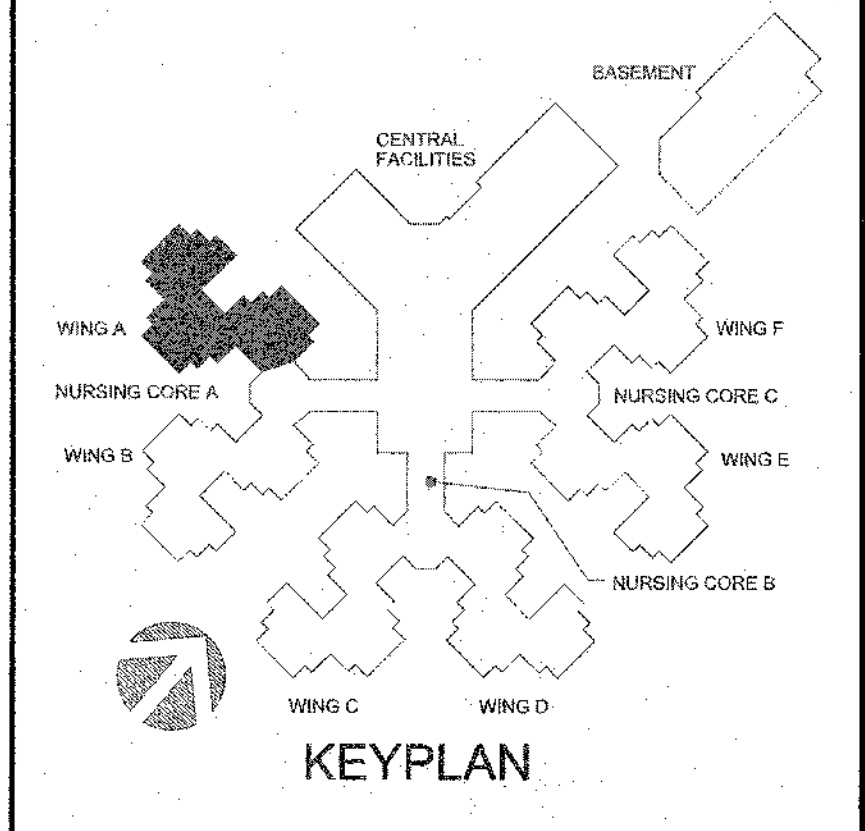 BASEMENT
CENTRAL
FACILITIES
WING A
WING F
NURSING CORE A
NURSING CORE C
WING B
WING E
NURSING CORE B
WING C
WING D
KEYPLAN